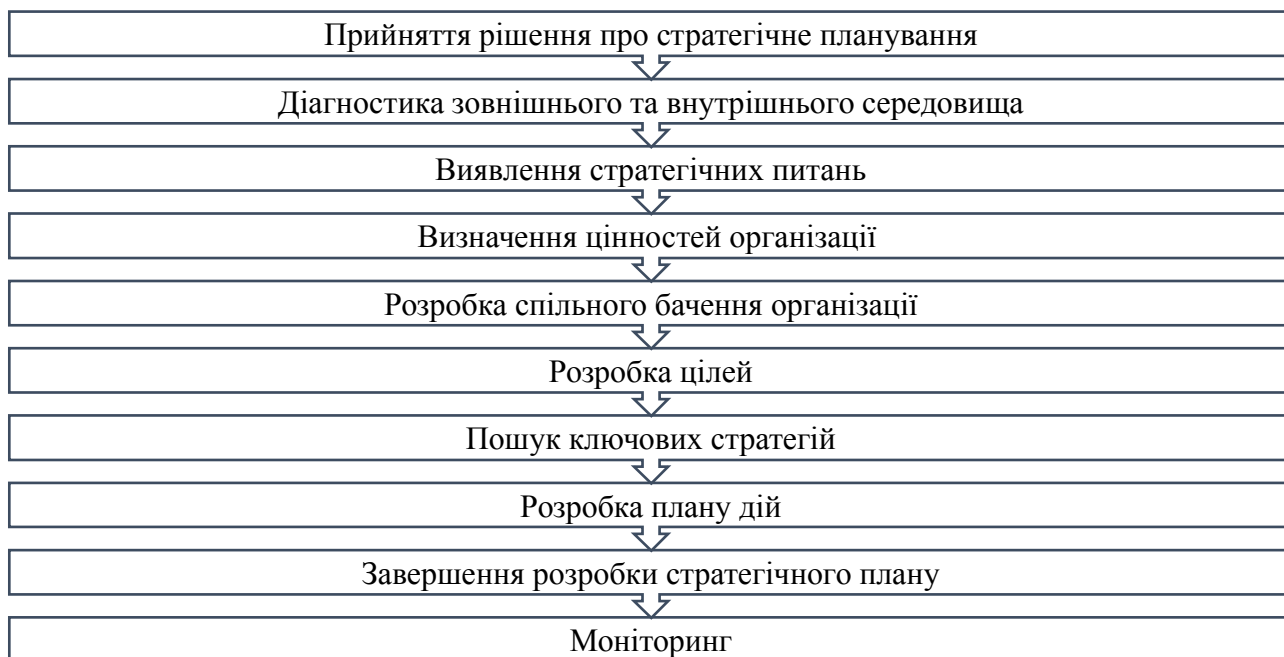 Прийняття рішення про стратегічне планування
Діагностика зовнішнього та внутрішнього середовища
Виявлення стратегічних питань
Визначення цінностей організації
Розробка спільного бачення організації
Розробка цілей
Пошук ключових стратегій
Розробка плану дій
Завершення розробки стратегічного плану
Моніторинг